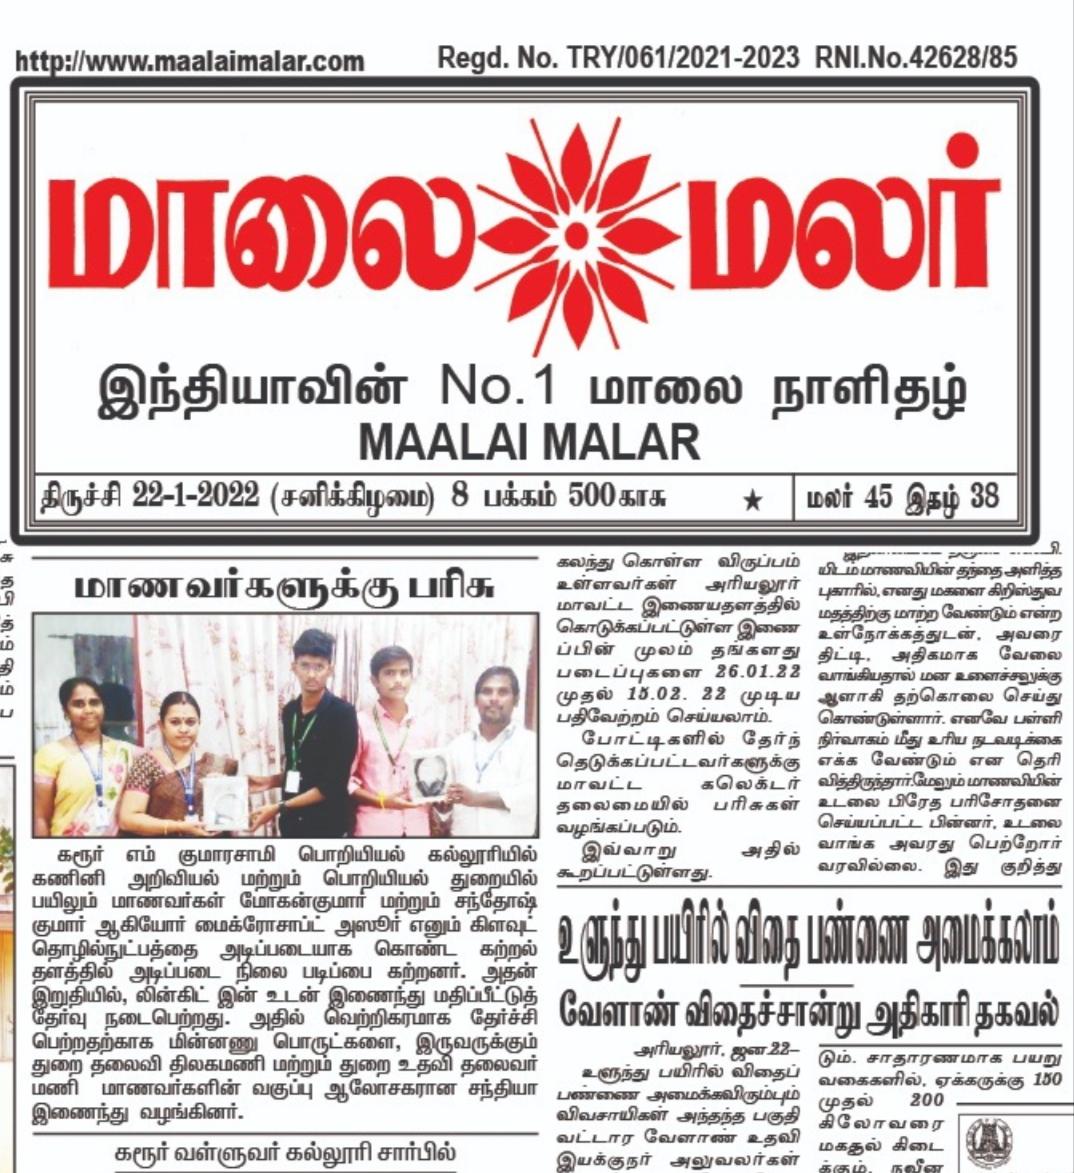 http://www.maalaimalar.com
Regd. No. TRY/061/2021-2023 RNI.No.42628/85
மாலை மலர்
இந்தியாவின் No.1 மாலை நாளிதழ்
MAALAI MALAR
திருச்சி 22-1-2022 (சனிக்கிழமை) 8 பக்கம் 500காசு ★
மலர் 45 இதழ் 38
மாணவர்களுக்கு பரிசு
கரூர் எம் குமாரசாமி பொறியியல் கல்லூரியில்
கணினி அறிவியல் மற்றும் பொறியியல் துறையில்
பயிலும் மாணவர்கள் மோகன்குமார் மற்றும் சந்தோஷ்
குமார் ஆகியோர் மைக்ரோசாப்ட் அஸூர் எனும் கிளவுட்
தொழில்நுட்பத்தை அடிப்படையாக கொண்ட கற்றல்
தளத்தில் அடிப்படை நிலை படிப்பை கற்றனர். அதன்
இறுதியில், லின்கிட் இன் உடன் இணைந்து மதிப்பீட்டுத்
தேர்வு நடைபெற்றது. அதில் வெற்றிகரமாக தேர்ச்சி
பெற்றதற்காக மின்னணு பொருட்களை, இருவருக்கும்
துறை தலைவி திலகமணி மற்றும் துறை உதவி தலைவர்
மணி மாணவர்களின் வகுப்பு ஆலோசகரான சந்தியா
இணைந்து வழங்கினர்.
கரூர் வள்ளுவர் கல்லூரி சார்பில்
கலந்து கொள்ள விருப்பம்
உள்ளவர்கள் அரியலூர்
மாவட்ட இணையதளத்தில்
கொடுக்கப்பட்டுள்ள இணை
ப்பின் முலம் தங்களது
படைப்புகளை 26.01.22
முதல் 15.02. 22 முடிய
பதிவேற்றம் செய்யலாம்.
போட்டிகளில் தேர்ந்
தெடுக்கப்பட்டவர்களுக்கு
மாவட்ட கலெக்டர்
தலைமையில் பரிசுகள்
வழங்கப்படும்.
இவ்வாறு அதில்
கூறப்பட்டுள்ளது.
யிடம் மாணவியின் தந்தை அளித்த
புகாரில், எனது மகளை கிறிஸ்துவ
மதத்திற்கு மாற்ற வேண்டும் என்ற
உள்நோக்கத்துடன், அவரை
திட்டி, அதிகமாக வேலை
வாங்கியதால் மன உளைச்சலுக்கு
ஆளாகி தற்கொலை செய்து
கொண்டுள்ளார். எனவே பள்ளி
நிர்வாகம் மீது உரிய நடவடிக்கை
எக்க வேண்டும் என தெரி
வித்திருந்தார்.மேலும் மாணவியின்
உடலை பிரேத பரிசோதனை
செய்யப்பட்ட பின்னர், உடலை
வாங்க அவரது பெற்றோர்
வரவில்லை. இது குறித்து
உளுந்து பயிரில் விதை பண்ணை அமைக்கலாம்
வேளாண் விதைச்சான்று அதிகாரி தகவல்
அரியலூர், ஜன.22–
உளுந்து பயிரில் விதைப்
பண்ணை அமைக்கவிரும்பும்
விவசாயிகள் அந்தந்த பகுதி
வட்டார வேளாண் உதவி
இயக்குநர் அலுவலர்கள்
டும். சாதாரணமாக பயறு
வகைகளில், ஏக்கருக்கு 150
முதல் 200
கிலோவரை
மகதுல் கிடை
க்கும். நவீன